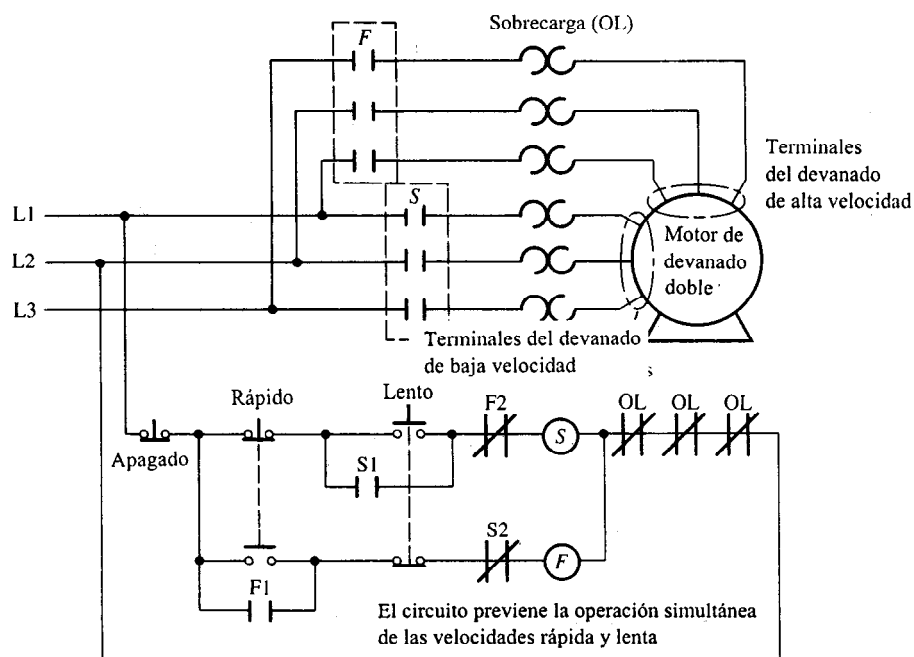 Sobrecarga (OL)
F
Terminales
del devanado
de alta velocidad
S
L1
L2
L3
Motor de
devanado
doble
Terminales del devanado
de baja velocidad
s
Rápido
Lento
F2
OL
OL
OL
S
Apagado
S1
S2
F
F1
El circuito previene la operación simultánea
de las velocidades rápida y lenta